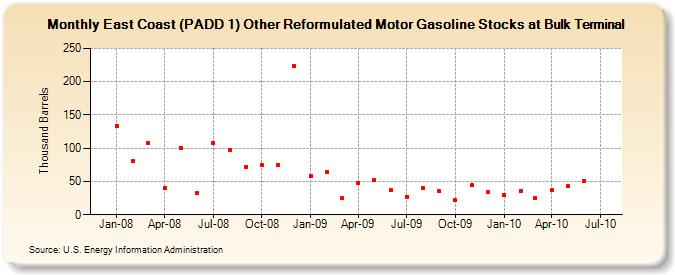 Monthly East Coast (PADD 1) Other Reformulated Motor Gasoline Stocks at Bulk Terminal
Thousand Barrels
250
200
150
100
50
0
Jan-08 Apr-08 Jul-08 Oct-08 Jan-09 Apr-09 Jul-09 Oct-09 Jan-10 Apr-10 Jul-10
Source: U.S. Energy Information Administration